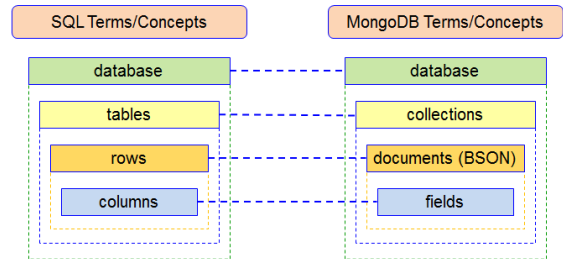 SQL Terms/Concepts
MongoDB Terms/Concepts
database
database
tables
collections
rows
documents (BSON)
columns
fields